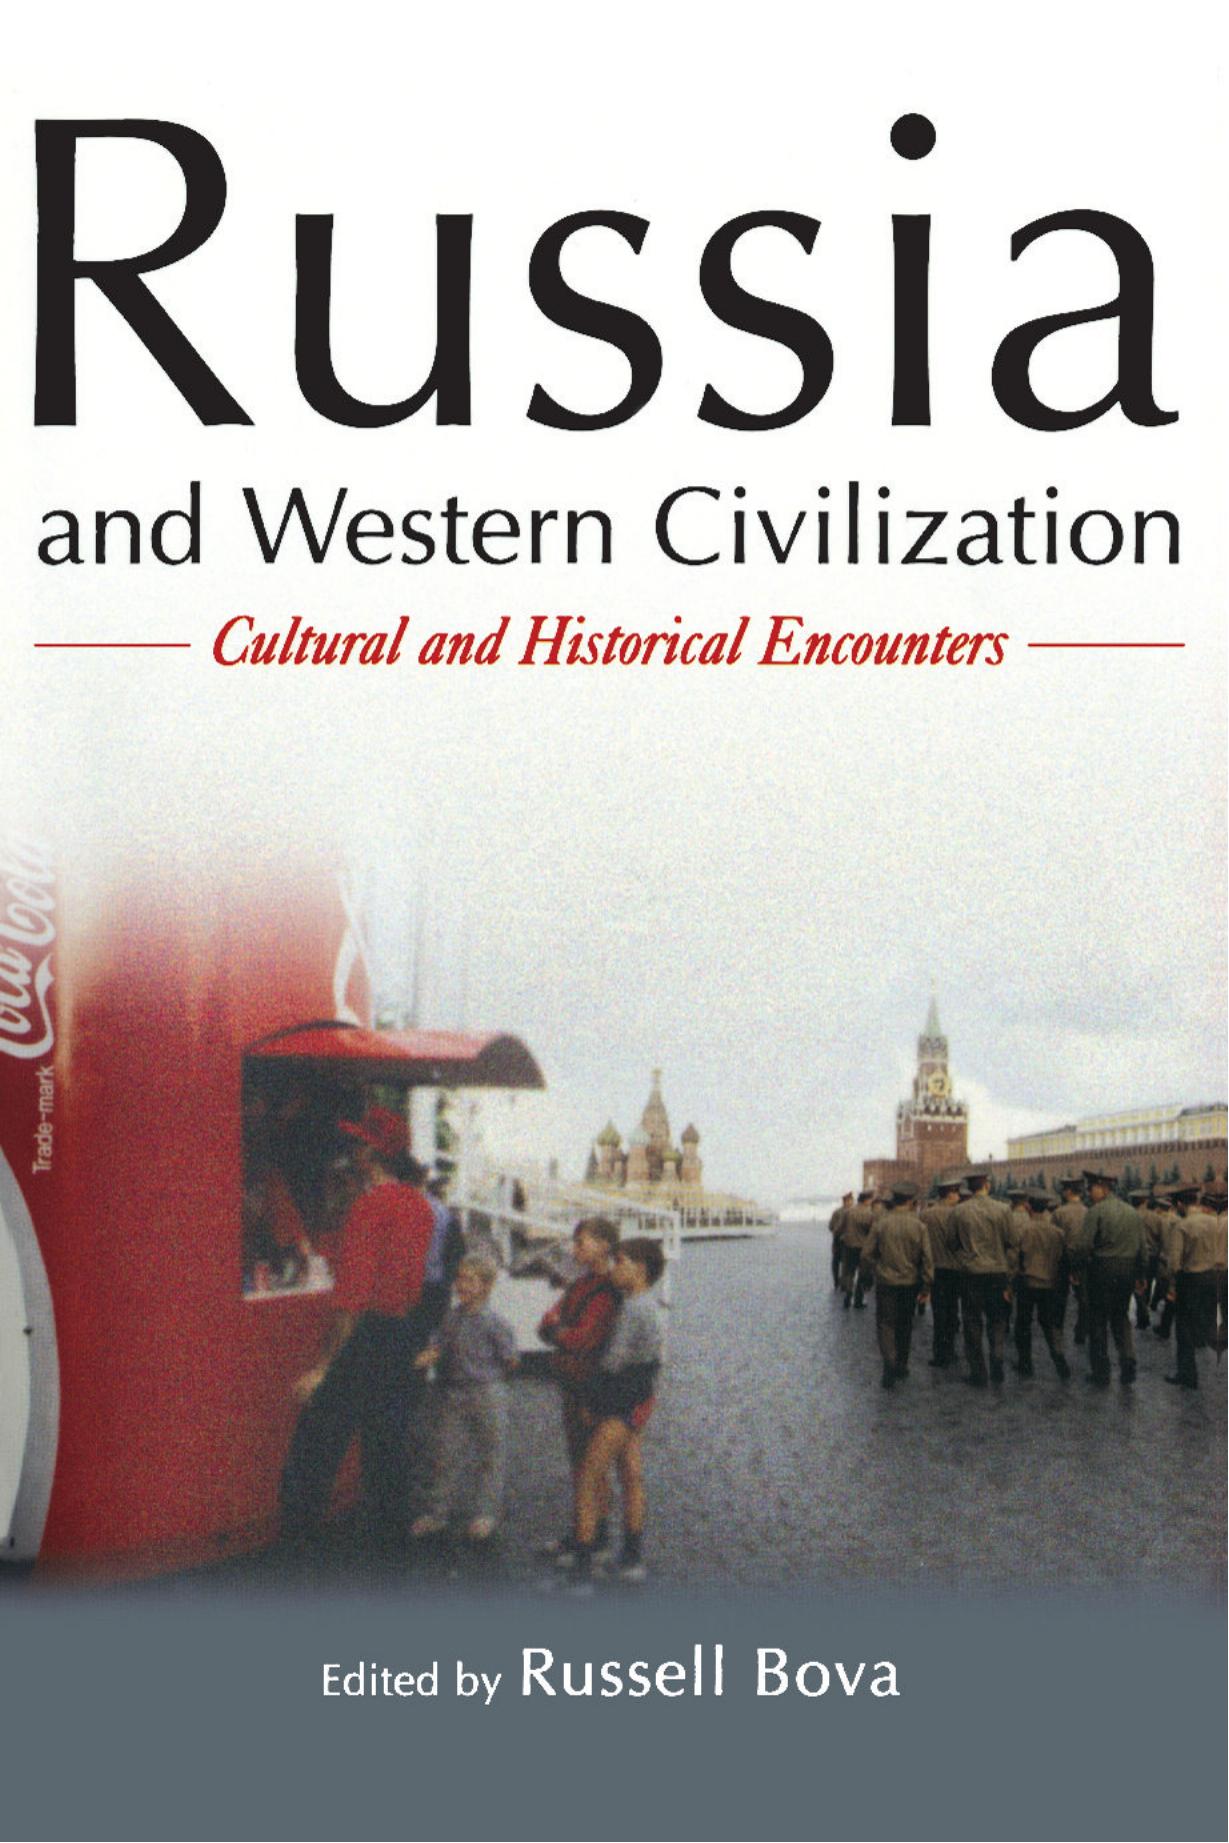 Russia
and Western Civilization
Cultural and Historical Encounters
Coca Cola
Trade-mark
Edited by Russell Bova